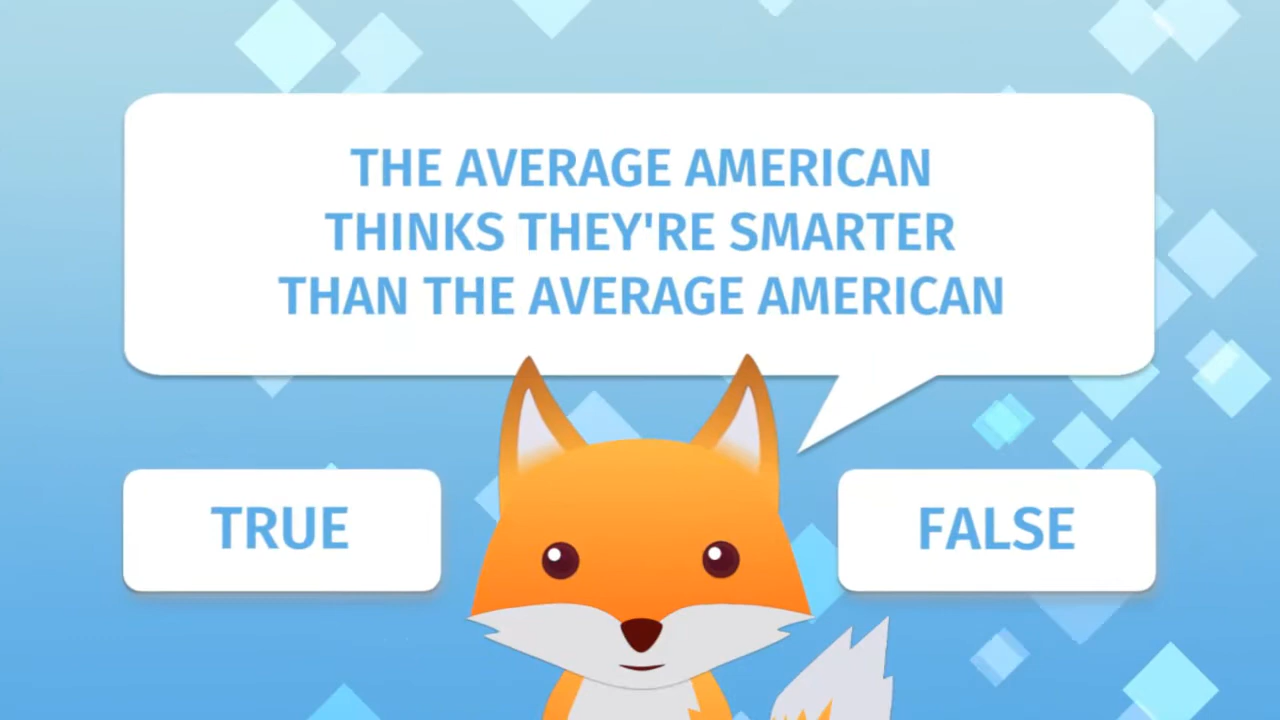 THE AVERAGE AMERICAN
THINKS THEY'RE SMARTER
THAN THE AVERAGE AMERICAN
TRUE
FALSE